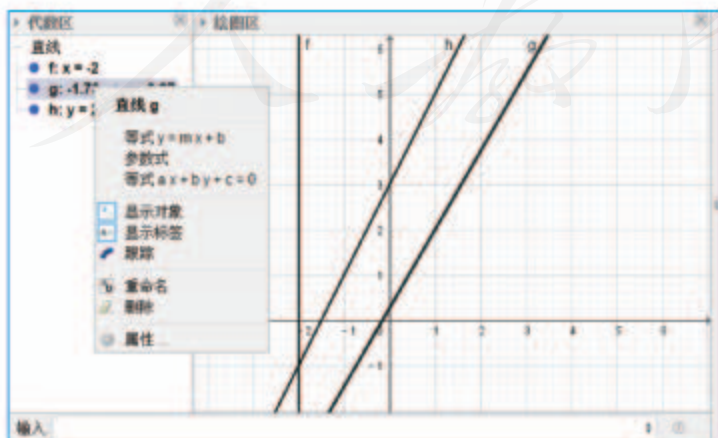 代数区
绘图区
直线
f: x = -2
g: -1.7
h: y =
直线 g
等式 y = m x + b
参数式
等式 a x + b y + c = 0
显示对象
显示标签
跟踪
重命名
删除
属性
f
h
g
6
5
4
3
2
1
-1
-2
-1
0
1
2
3
4
5
6
输入